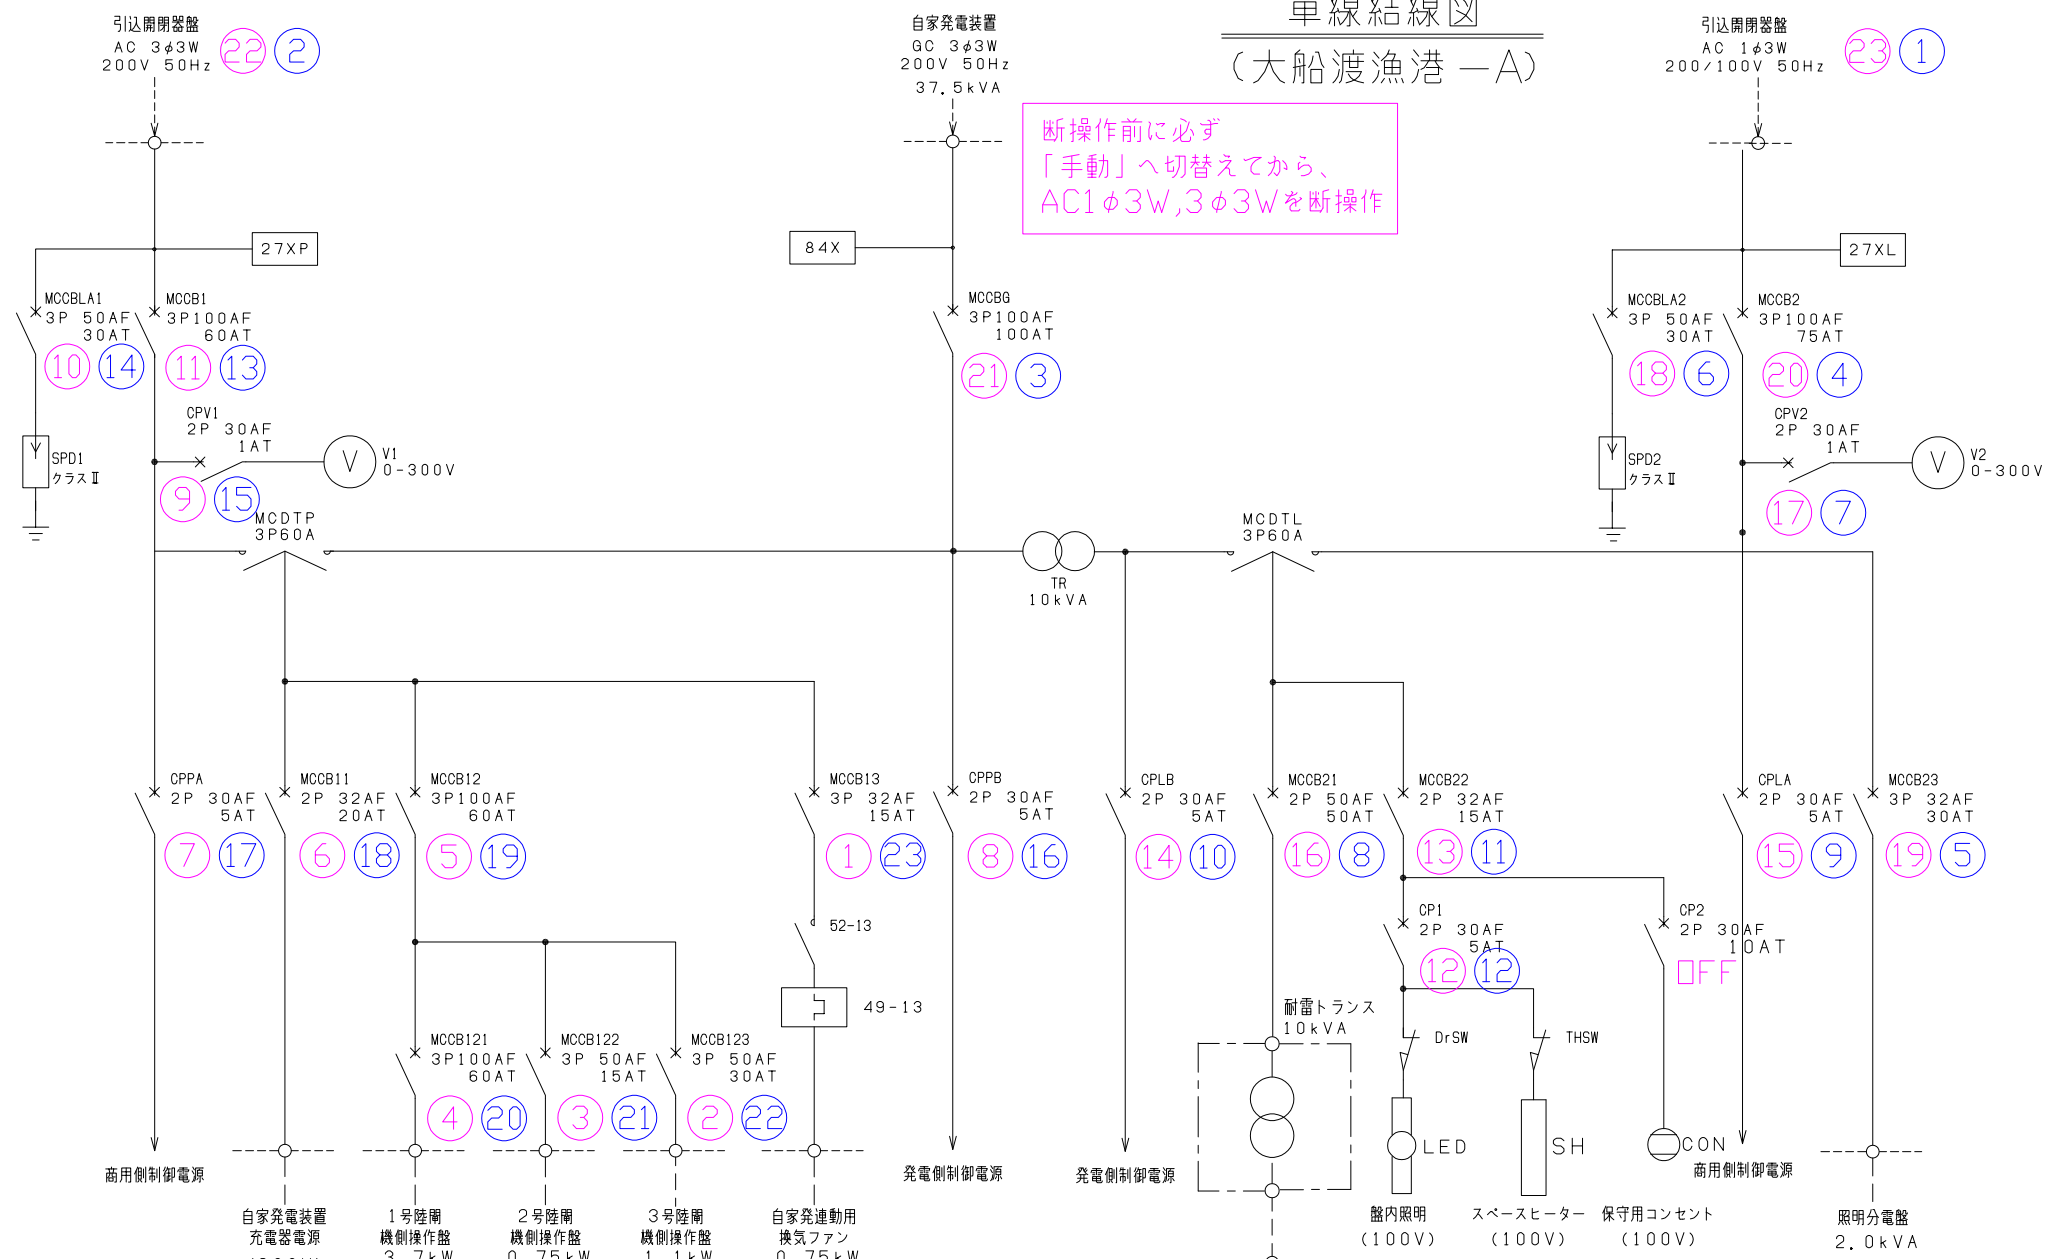 単線結線図
(大船渡漁港－A)
引込開閉器盤
AC 3φ3W
200V 50Hz
22 2
自家発電装置
GC 3φ3W
200V 50Hz
37.5kVA
引込開閉器盤
AC 1φ3W
200/100V 50Hz
23 1
断操作前に必ず
「手動」へ切替えてから、
AC1φ3W,3φ3Wを断操作
27XP
84X
27XL
MCCBLA1
3P 50AF
30AT
10 14
MCCB1
3P100AF
60AT
11 13
MCCBG
3P100AF
100AT
21 3
MCCBLA2
3P 50AF
30AT
18 6
MCCB2
3P100AF
75AT
20 4
SPD1
クラスⅡ
CPV1
2P 30AF
1AT
9 15
V
V1
0-300V
SPD2
クラスⅡ
CPV2
2P 30AF
1AT
17 7
V
V2
0-300V
MCDTP
3P60A
TR
10kVA
MCDTL
3P60A
CPPA
2P 30AF
5AT
7 17
MCCB11
2P 32AF
20AT
6 18
MCCB12
3P100AF
60AT
5 19
MCCB13
3P 32AF
15AT
1 23
CPPB
2P 30AF
5AT
8 16
CPLB
2P 30AF
5AT
14 10
MCCB21
2P 50AF
50AT
16 8
MCCB22
2P 32AF
15AT
13 11
CPLA
2P 30AF
5AT
15 9
MCCB23
3P 32AF
30AT
19 5
52-13
49-13
CP1
2P 30AF
5AT
12 12
CP2
2P 30AF
10AT
OFF
MCCB121
3P100AF
60AT
4 20
MCCB122
3P 50AF
15AT
3 21
MCCB123
3P 50AF
30AT
2 22
耐雷トランス
10kVA
DrSW
THSW
LED
SH
CON
商用側制御電源
自家発電装置
充電器電源
1号陸閘
機側操作盤
3.7kW
2号陸閘
機側操作盤
0.75kW
3号陸閘
機側操作盤
1.1kW
自家発連動用
換気ファン
0.75kW
発電側制御電源
発電側制御電源
盤内照明
(100V)
スペースヒーター
(100V)
保守用コンセント
(100V)
商用側制御電源
照明分電盤
2.0kVA